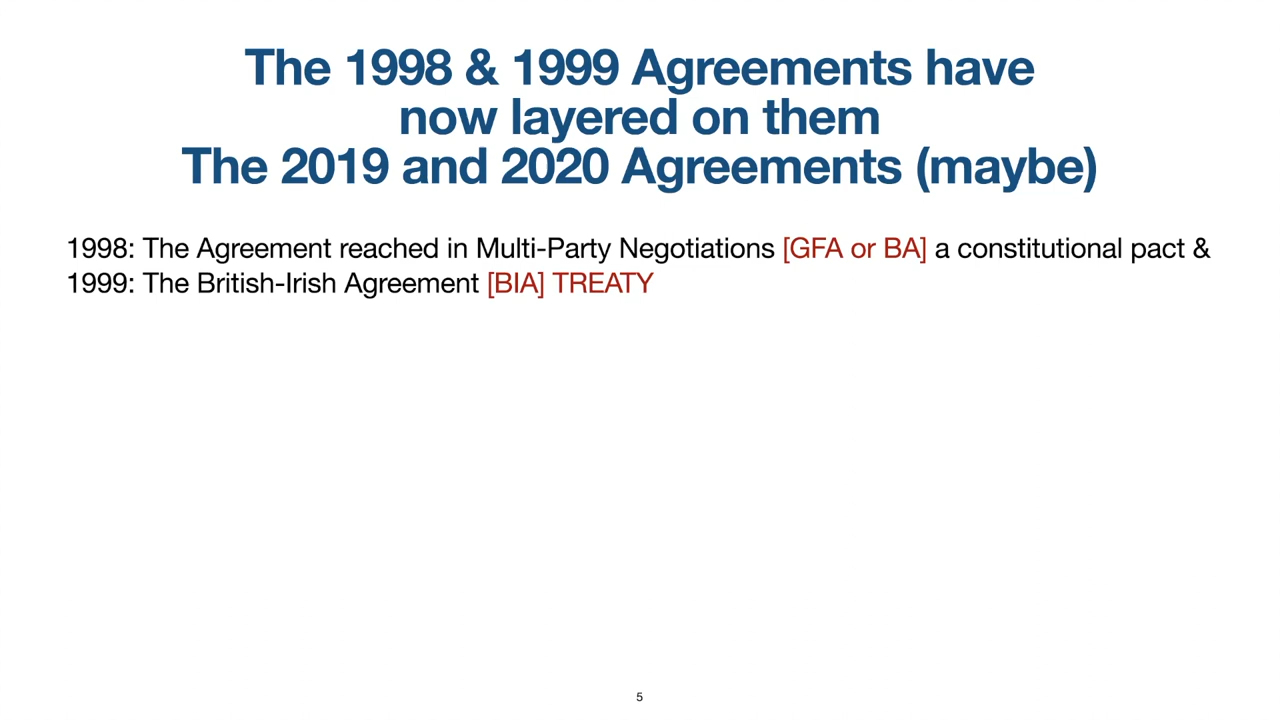 The 1998 & 1999 Agreements have
now layered on them
The 2019 and 2020 Agreements (maybe)
1998: The Agreement reached in Multi-Party Negotiations [GFA or BA] a constitutional pact &
1999: The British-Irish Agreement [BIA] TREATY
5